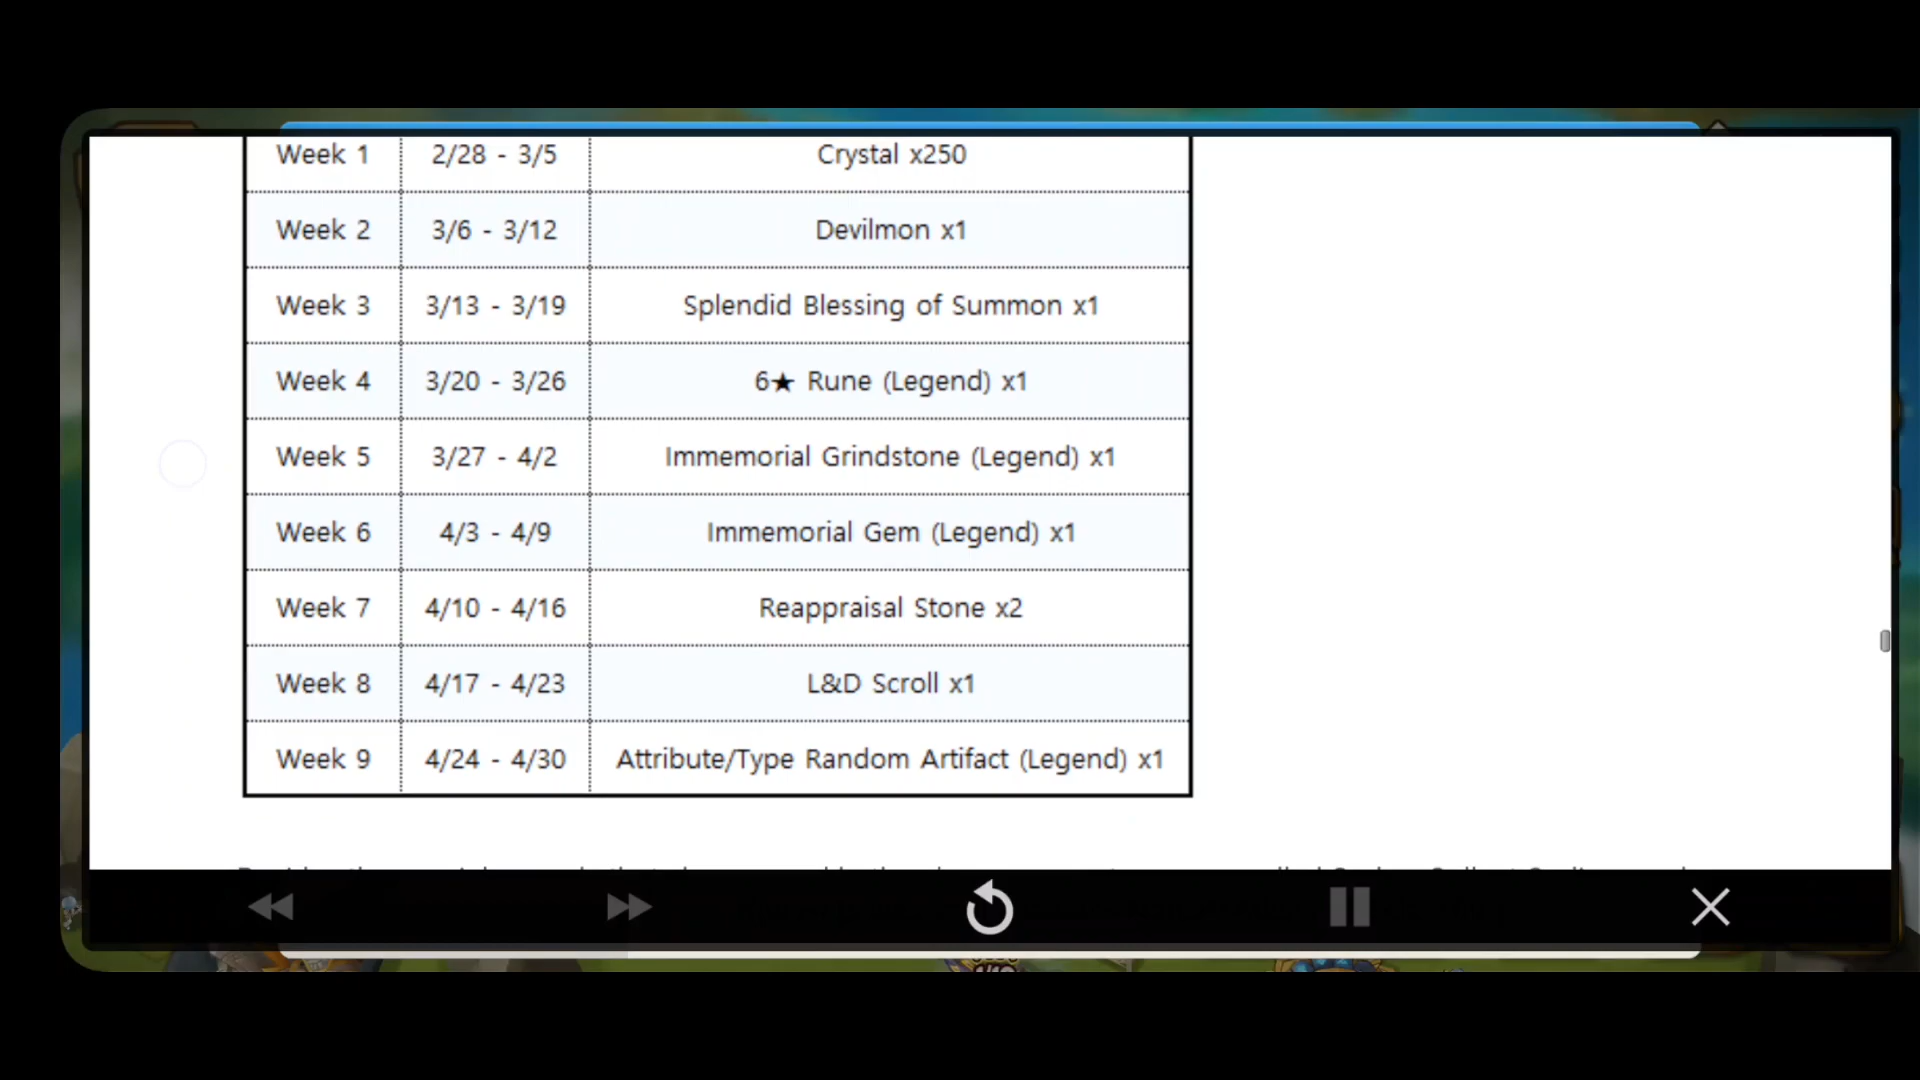 Week 1 2/28 - 3/5 Crystal x250
Week 2 3/6 - 3/12 Devilmon x1
Week 3 3/13 - 3/19 Splendid Blessing of Summon x1
Week 4 3/20 - 3/26 6★ Rune (Legend) x1
Week 5 3/27 - 4/2 Immemorial Grindstone (Legend) x1
Week 6 4/3 - 4/9 Immemorial Gem (Legend) x1
Week 7 4/10 - 4/16 Reappraisal Stone x2
Week 8 4/17 - 4/23 L&D Scroll x1
Week 9 4/24 - 4/30 Attribute/Type Random Artifact (Legend) x1